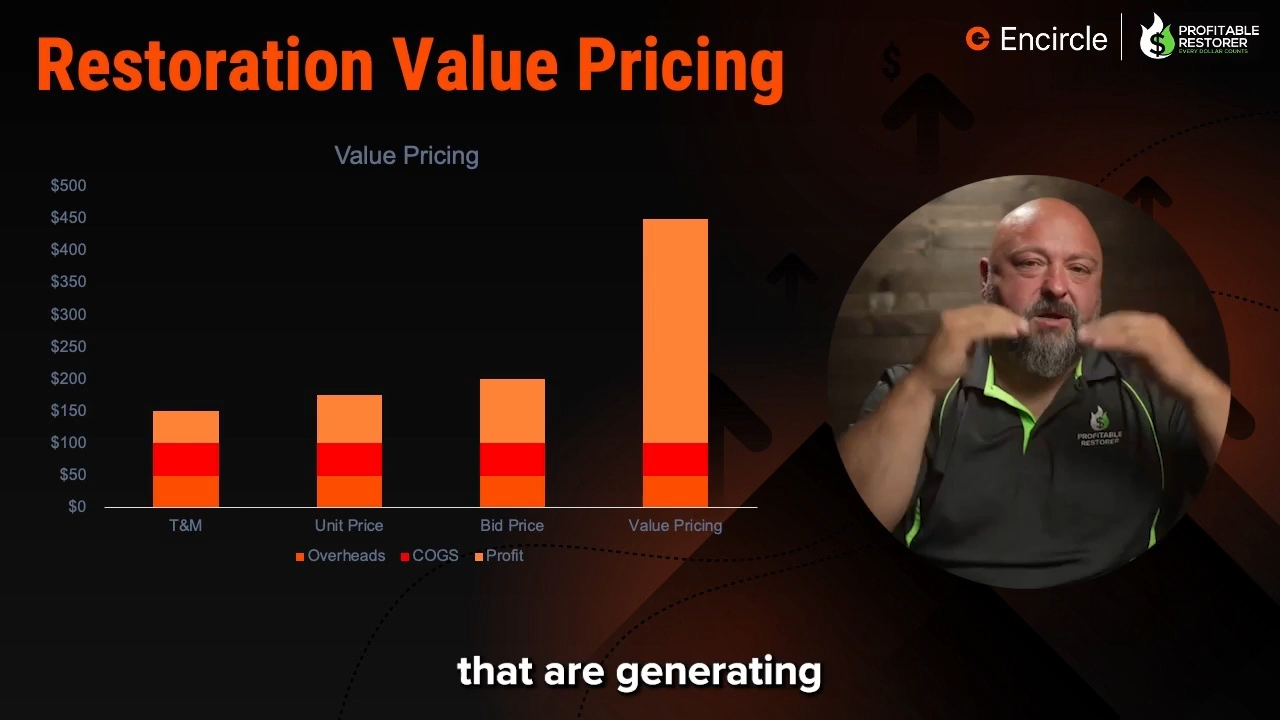 Restoration Value Pricing
Encircle
PROFITABLE
RESTORER
EVERY DOLLAR COUNTS
$
Value Pricing
$500
$450
$400
$350
$300
$250
$200
$150
$100
$50
$0
T&M
Unit Price
Bid Price
Value Pricing
Overheads
COGS
Profit
PROFITABLE
RESTORER
that are generating